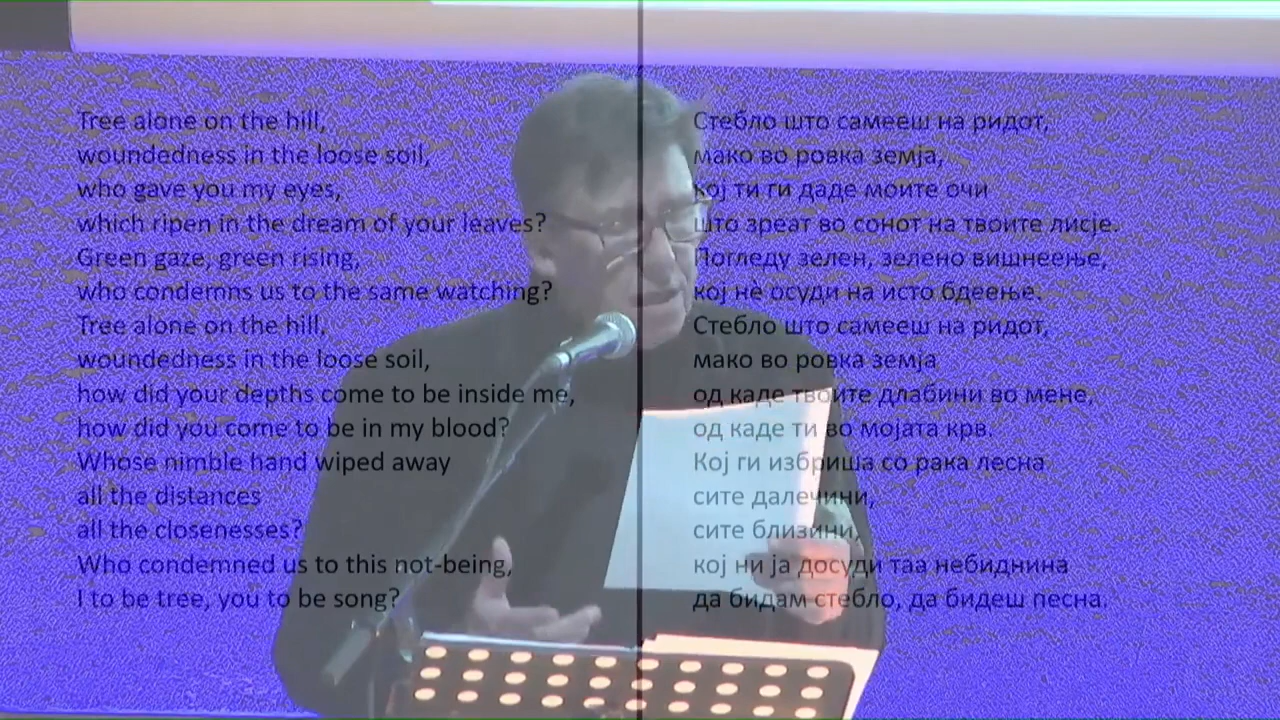 Tree alone on the hill,
woundedness in the loose soil,
who gave you my eyes,
which ripen in the dream of your leaves?
Green gaze, green rising,
who condemns us to the same watching?
Tree alone on the hill,
woundedness in the loose soil,
how did your depths come to be inside me,
how did you come to be in my blood?
Whose nimble hand wiped away
all the distances
all the closenesses?
Who condemned us to this not-being,
I to be tree, you to be song?
Стебло што самееш на ридот,
мако во ровка земја,
кој ти ги даде моите очи
што зреат во сонот на твоите лисје.
Погледу зелен, зелено вишнеење,
кој не осуди на исто бдеење.
Стебло што самееш на ридот,
мако во ровка земја
од каде твоите длабини во мене,
од каде ти во мојата крв.
Кој ги избриша со рака лесна
сите далечини,
сите близини,
кој ни ја досуди таа небиднина
да бидам стебло, да бидеш песна.